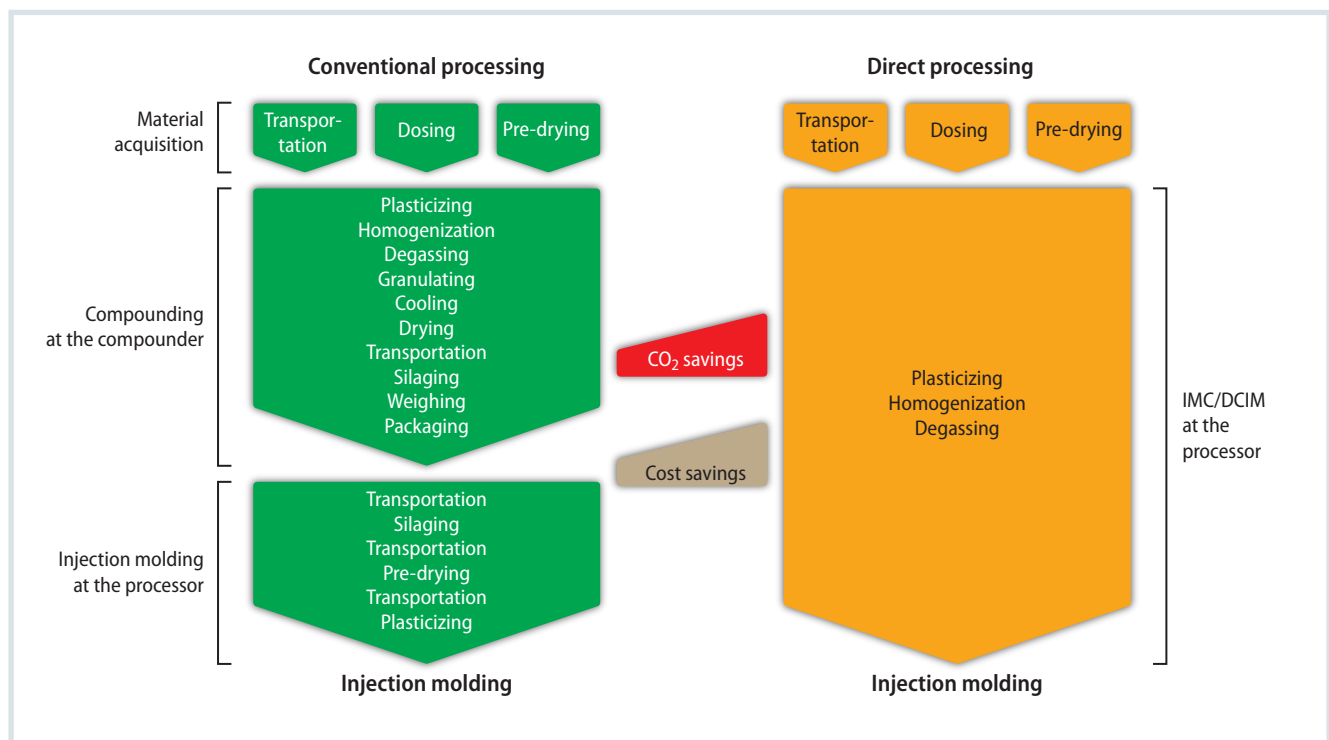 Conventional processing
Direct processing
Material
acquisition
Transpor-
tation
Dosing
Pre-drying
Transpor-
tation
Dosing
Pre-drying
Compounding
at the compounder
Plasticizing
Homogenization
Degassing
Granulating
Cooling
Drying
Transportation
Silaging
Weighing
Packaging
CO₂ savings
Cost savings
Plasticizing
Homogenization
Degassing
IMC/DCIM
at the
processor
Injection molding
at the processor
Transportation
Silaging
Transportation
Pre-drying
Transportation
Plasticizing
Injection molding
Injection molding